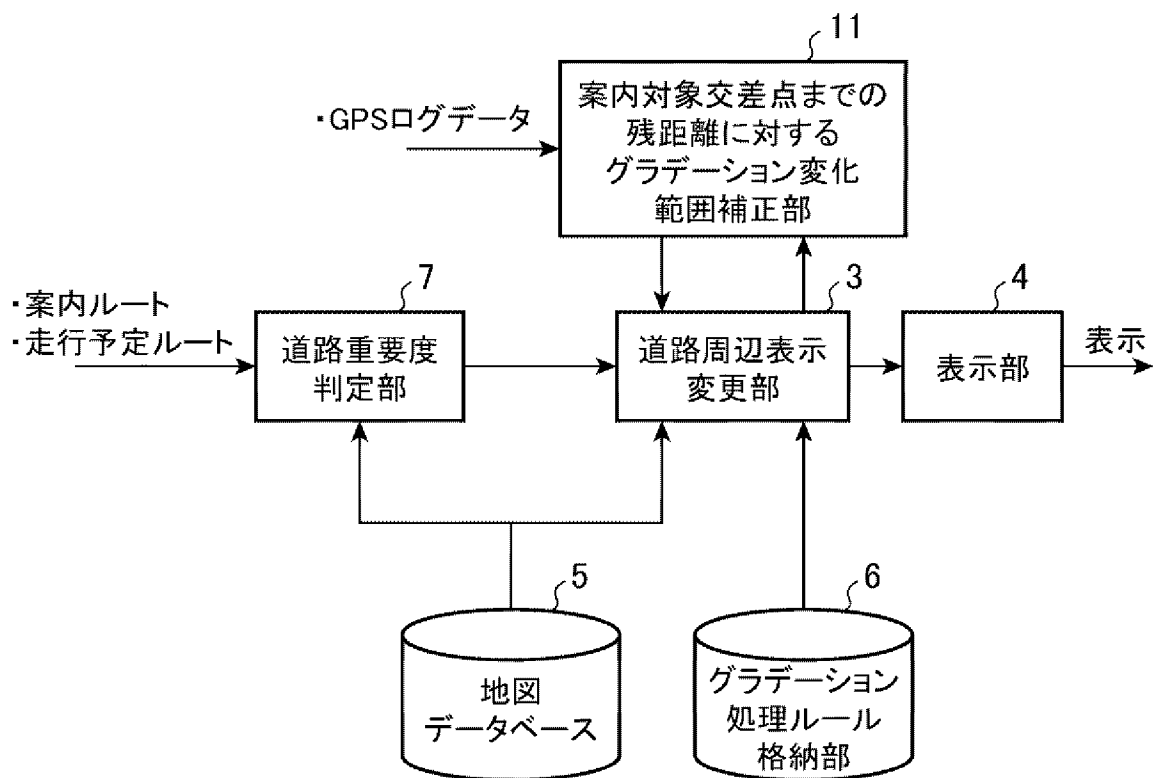 11
案内対象交差点までの
残距離に対する
グラデーション変化
範囲補正部
・GPSログデータ
・案内ルート
・走行予定ルート
7
道路重要度
判定部
3
道路周辺表示
変更部
4
表示部
表示
5
地図
データベース
6
グラデーション
処理ルール
格納部